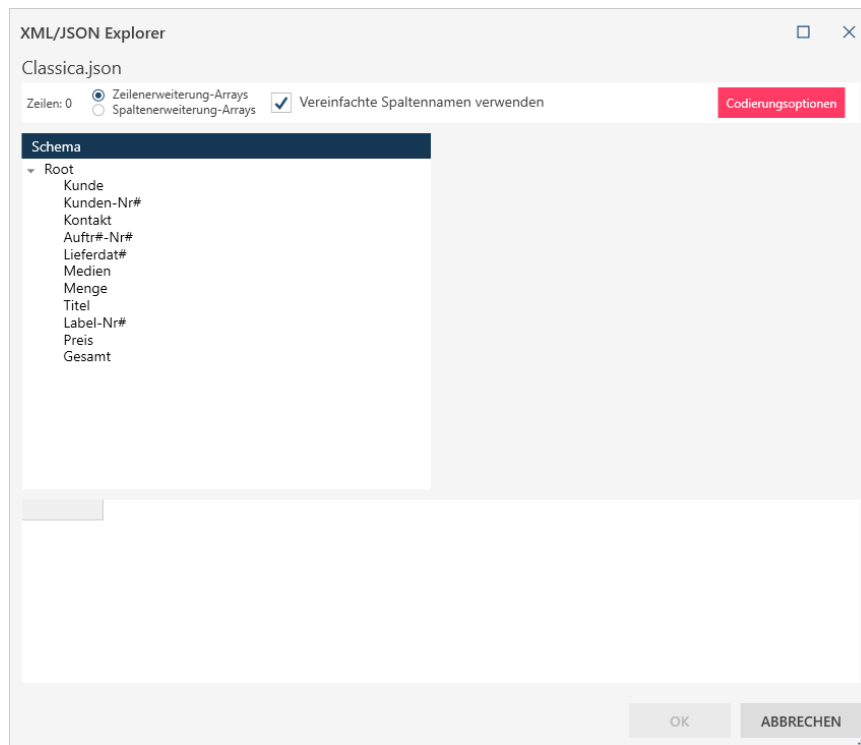 XML/JSON Explorer
Classica.json
Zeilen: 0
Zeilenerweiterung-Arrays
Spaltenerweiterung-Arrays
Vereinfachte Spaltennamen verwenden
Codierungsoptionen
Schema
Root
Kunde
Kunden-Nr#
Kontakt
Auftr#-Nr#
Lieferdat#
Medien
Menge
Titel
Label-Nr#
Preis
Gesamt
OK
ABBRECHEN